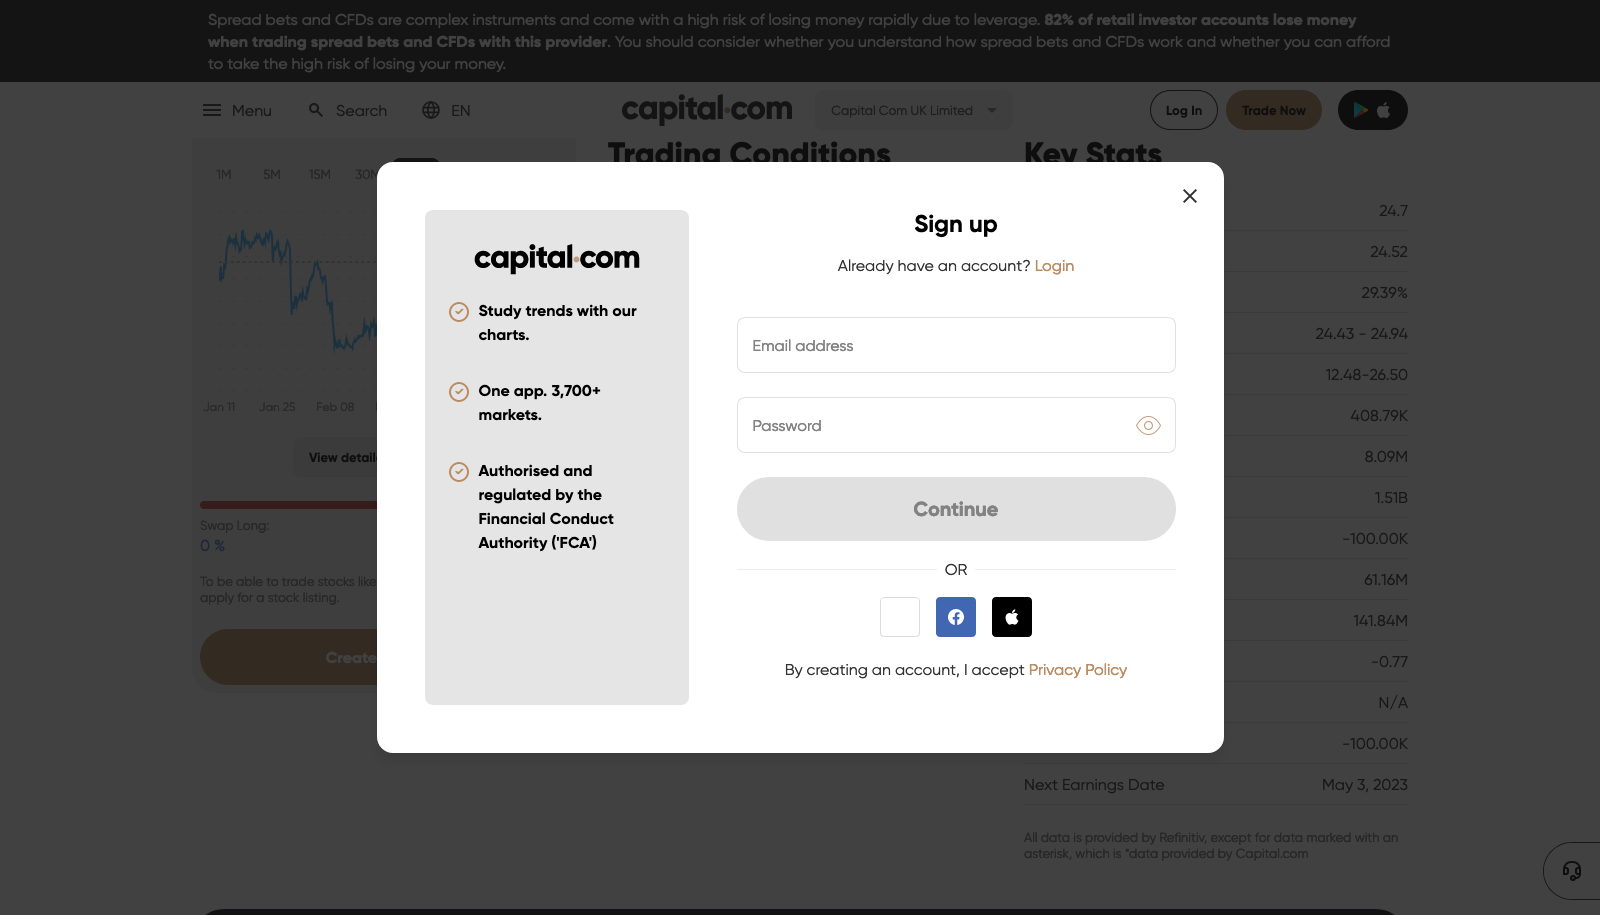 Spread bets and CFDs are complex instruments and come with a high risk of losing money rapidly due to leverage. 82% of retail investor accounts lose money
when trading spread bets and CFDs with this provider. You should consider whether you understand how spread bets and CFDs work and whether you can afford
to take the high risk of losing your money.
Menu
Search
EN
capital.com
Capital Com UK Limited
Log In
Trade Now
Trading Conditions
Key Stats
1M
5M
15M
30M
Jan 11
Jan 25
Feb 08
Swap Long:
0 %
To be able to trade stocks like
apply for a stock listing.
Create
capital.com
Study trends with our
charts.
One app. 3,700+
markets.
Authorised and
regulated by the
Financial Conduct
Authority ('FCA')
Sign up
Already have an account? Login
Email address
Password
Continue
OR
By creating an account, I accept Privacy Policy
24.7
24.52
29.39%
24.43 - 24.94
12.48-26.50
408.79K
8.09M
1.51B
-100.00K
61.16M
141.84M
-0.77
N/A
-100.00K
Next Earnings Date
May 3, 2023
All data is provided by Refinitiv, except for data marked with an
asterisk, which is *data provided by Capital.com